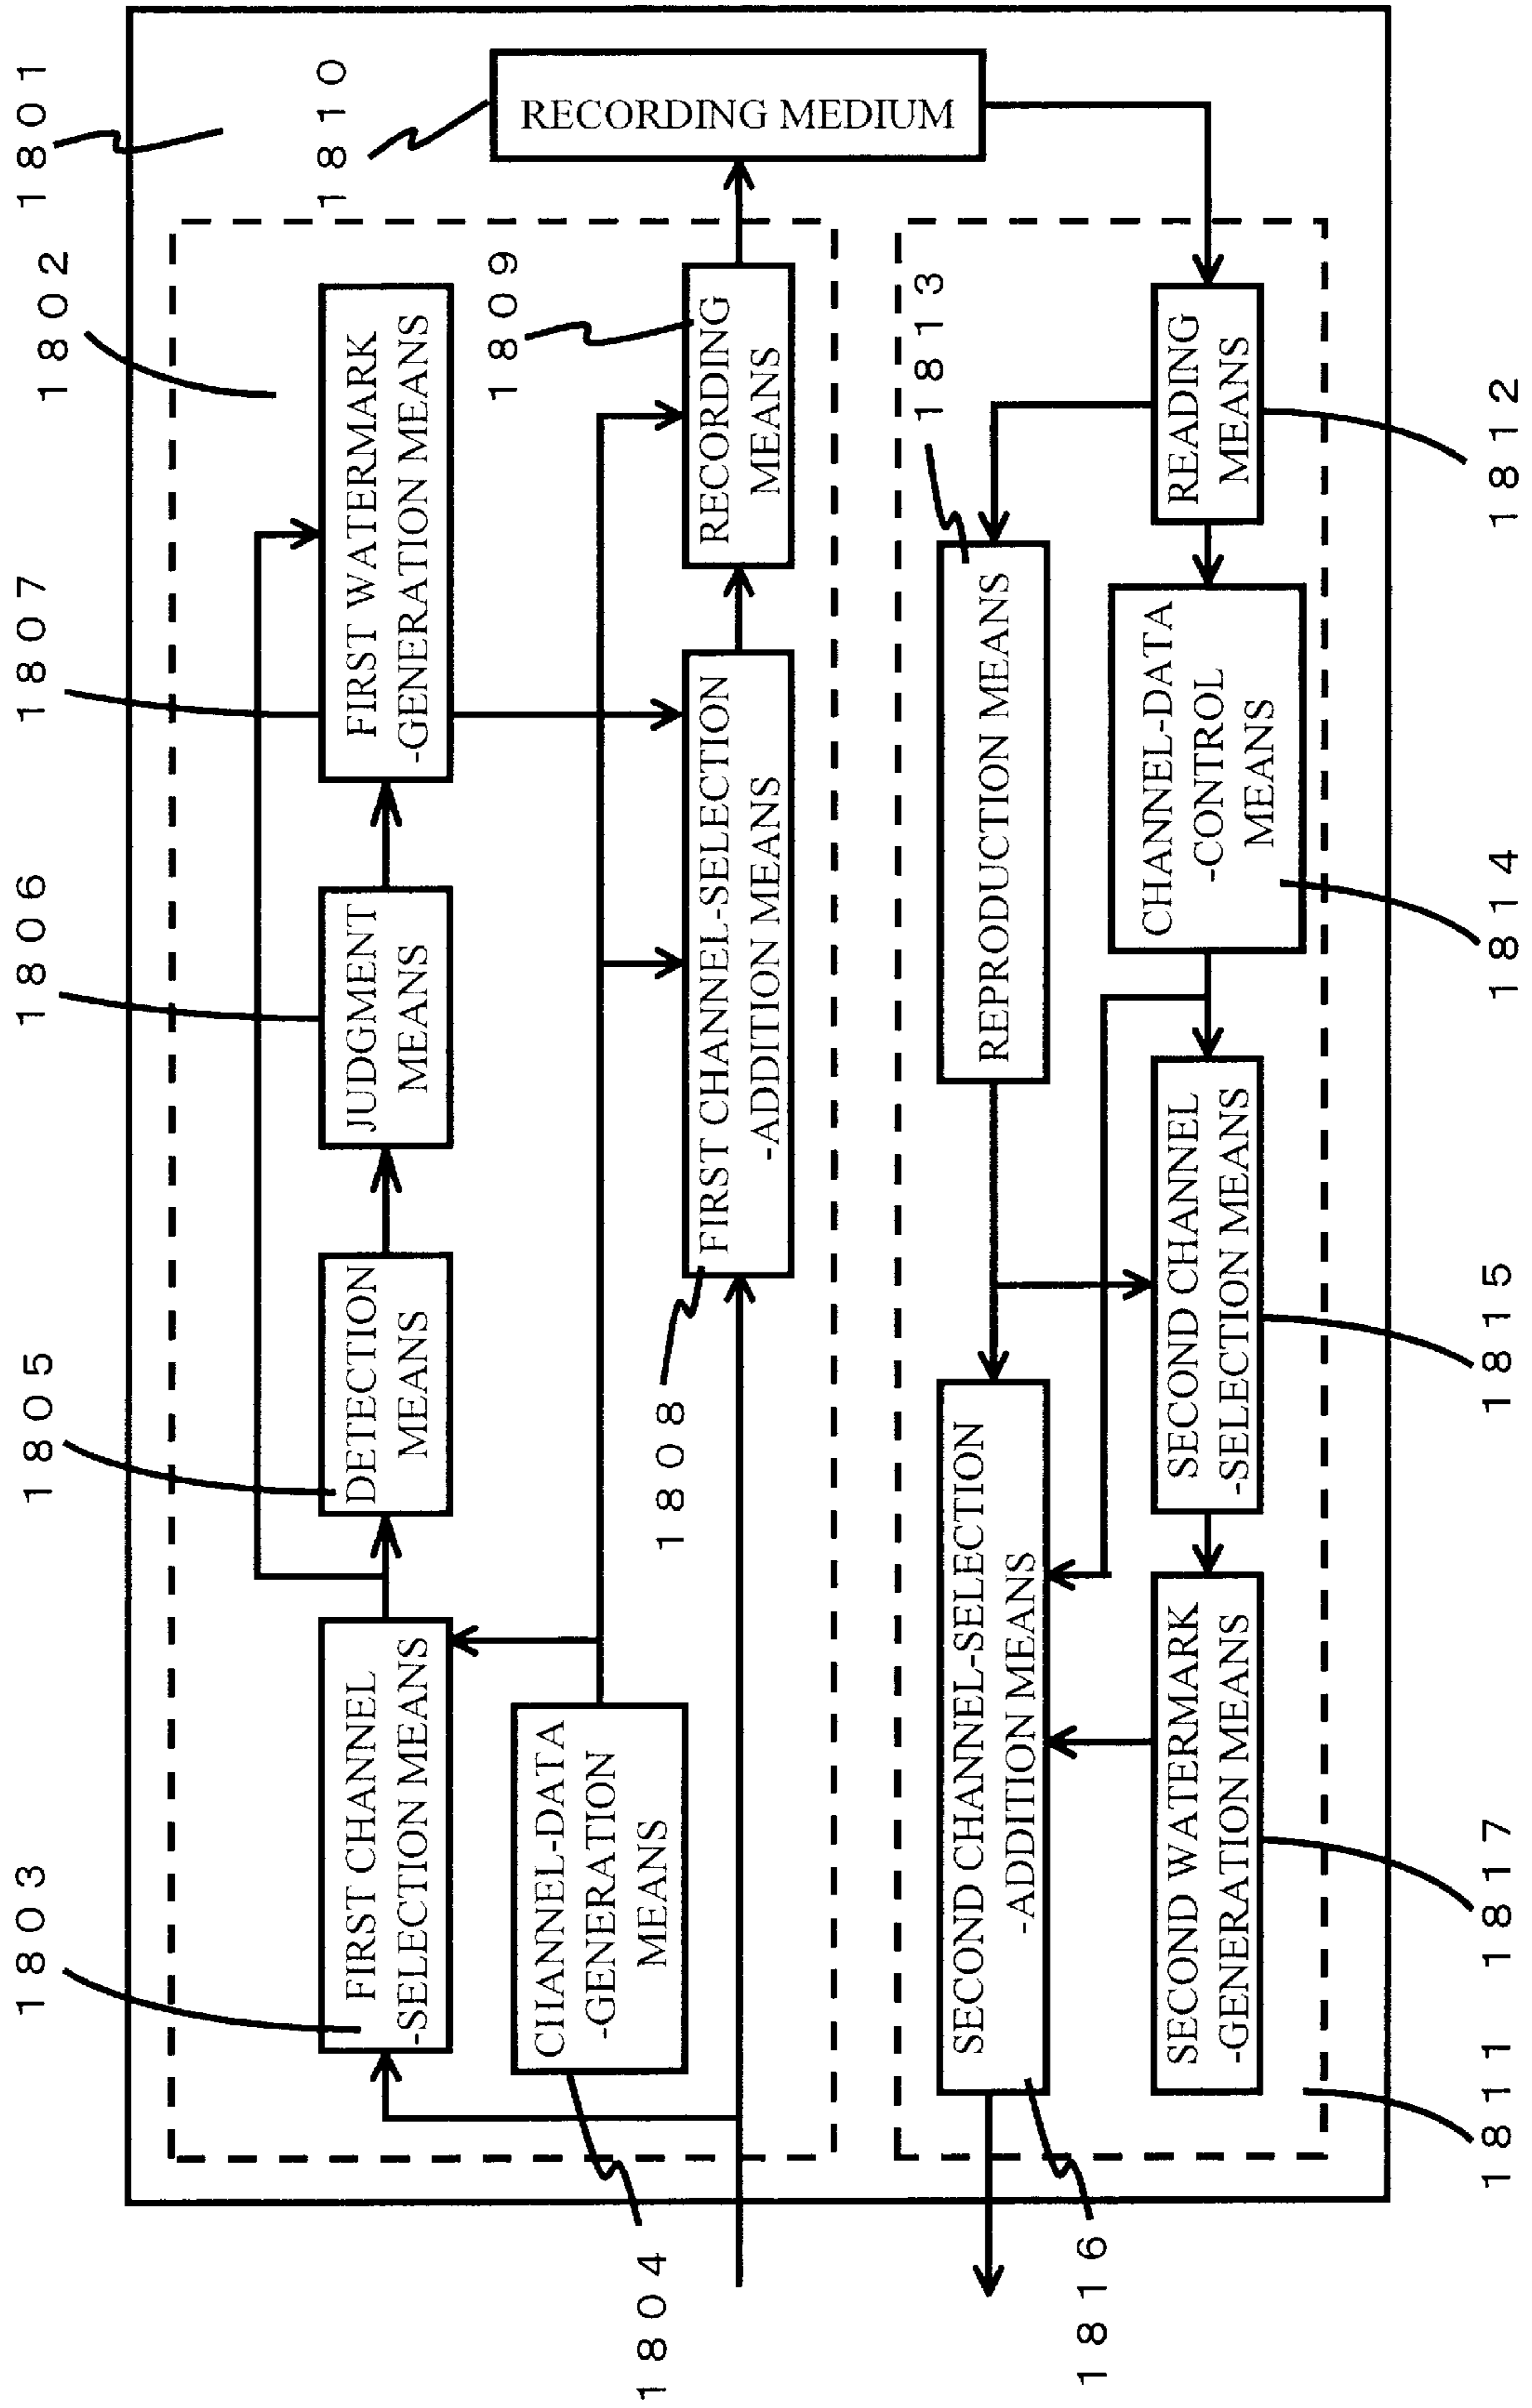 1801
1802
1810
1807
1806
1805
1803
FIRST CHANNEL
-SELECTION MEANS
DETECTION
MEANS
JUDGMENT
MEANS
FIRST WATERMARK
-GENERATION MEANS
RECORDING MEDIUM
CHANNEL-DATA
-GENERATION
MEANS
1809
1808
FIRST CHANNEL-SELECTION
-ADDITION MEANS
RECORDING
MEANS
1804
1813
SECOND CHANNEL-SELECTION
-ADDITION MEANS
REPRODUCTION MEANS
1816
SECOND WATERMARK
-GENERATION MEANS
SECOND CHANNEL
-SELECTION MEANS
CHANNEL-DATA
-CONTROL
MEANS
READING
MEANS
1811
1817
1815
1814
1812